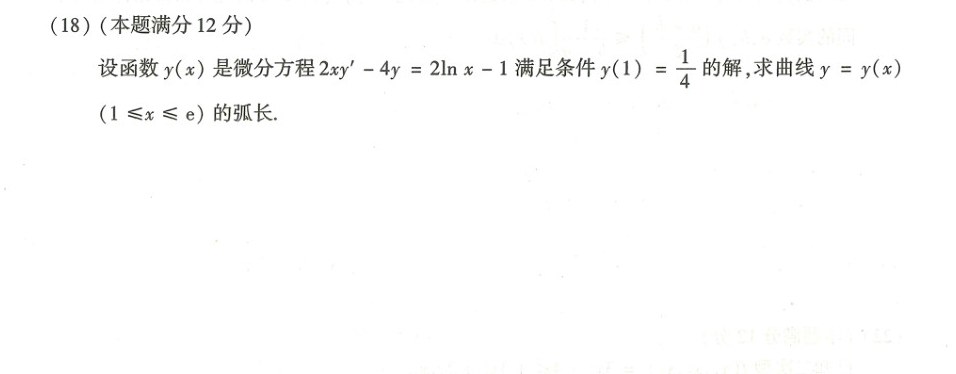 (18) (本题满分 12 分)
设函数 y(x) 是微分方程 2xy′ - 4y = 2ln x - 1 满足条件 y(1) = 1/4 的解,求曲线 y = y(x)
(1 ≤x ≤ e) 的弧长.